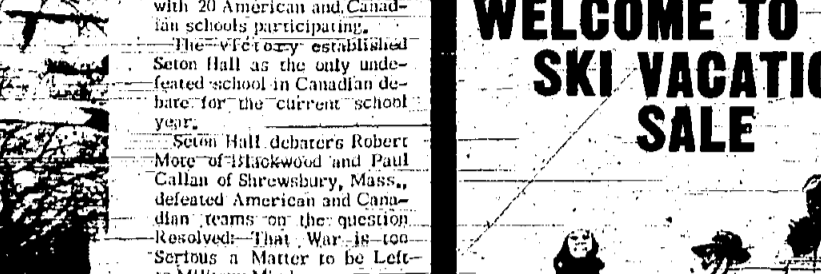 with 20 American and Canad-
ian schools participating.
The victory established
Seton Hall as the only unde-
feated school in Canadian de-
bate for the current school
year.
Seton Hall debaters Robert
Mote of Blackwood and Paul
Callan of Shrewsbury, Mass.,
defeated American and Cana-
dian teams on the question
Resolved: That War is too
Serious a Matter to be Left
WELCOME TO
SKI VACATIO
SALE